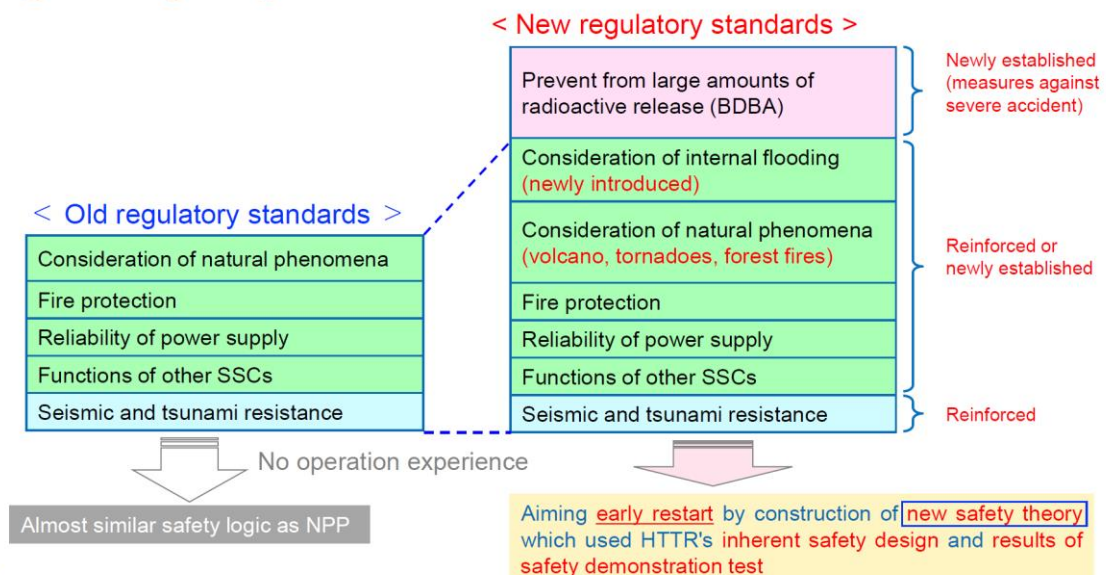 < New regulatory standards >
Prevent from large amounts of
radioactive release (BDBA)
Newly established
(measures against
severe accident)
Consideration of internal flooding
(newly introduced)
Consideration of natural phenomena
(volcano, tornadoes, forest fires)
Fire protection
Reliability of power supply
Functions of other SSCs
Reinforced or
newly established
Seismic and tsunami resistance
Reinforced
< Old regulatory standards >
Consideration of natural phenomena
Fire protection
Reliability of power supply
Functions of other SSCs
Seismic and tsunami resistance
No operation experience
Almost similar safety logic as NPP
Aiming early restart by construction of new safety theory
which used HTTR's inherent safety design and results of
safety demonstration test